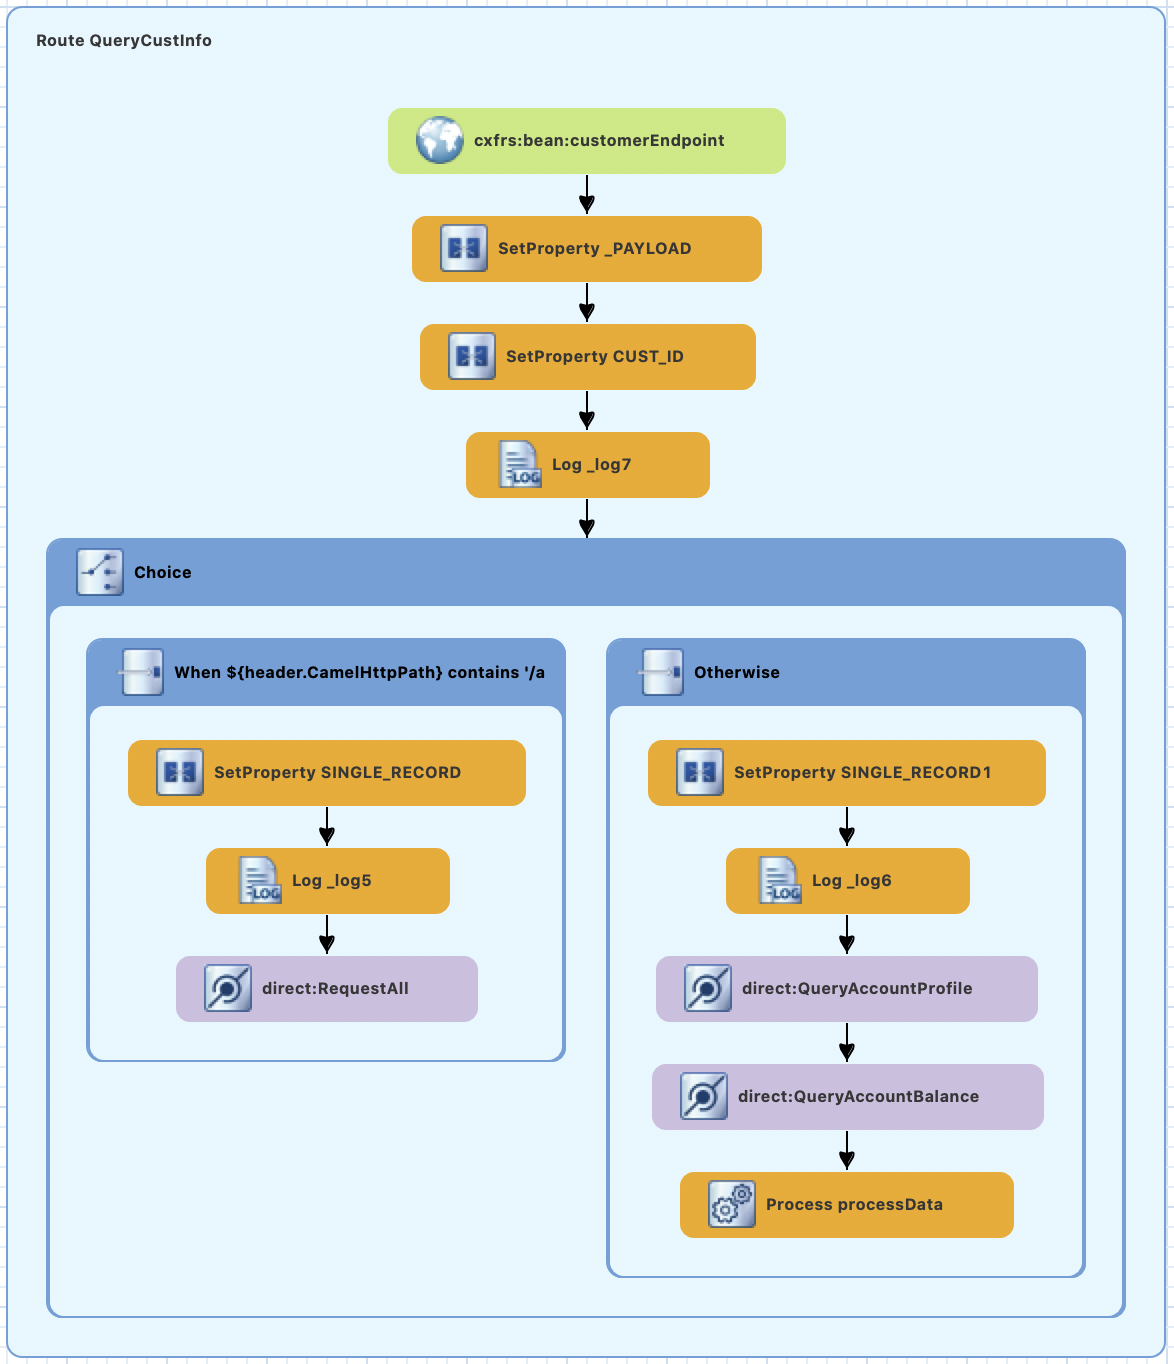 Route QueryCustInfo
cxfrs:bean:customerEndpoint
SetProperty _PAYLOAD
SetProperty CUST_ID
LOG
Log _log7
Choice
When ${header.CamelHttpPath} contains '/a
SetProperty SINGLE_RECORD
LOG
Log _log5
direct:RequestAll
Otherwise
SetProperty SINGLE_RECORD1
LOG
Log _log6
direct:QueryAccountProfile
direct:QueryAccountBalance
Process processData